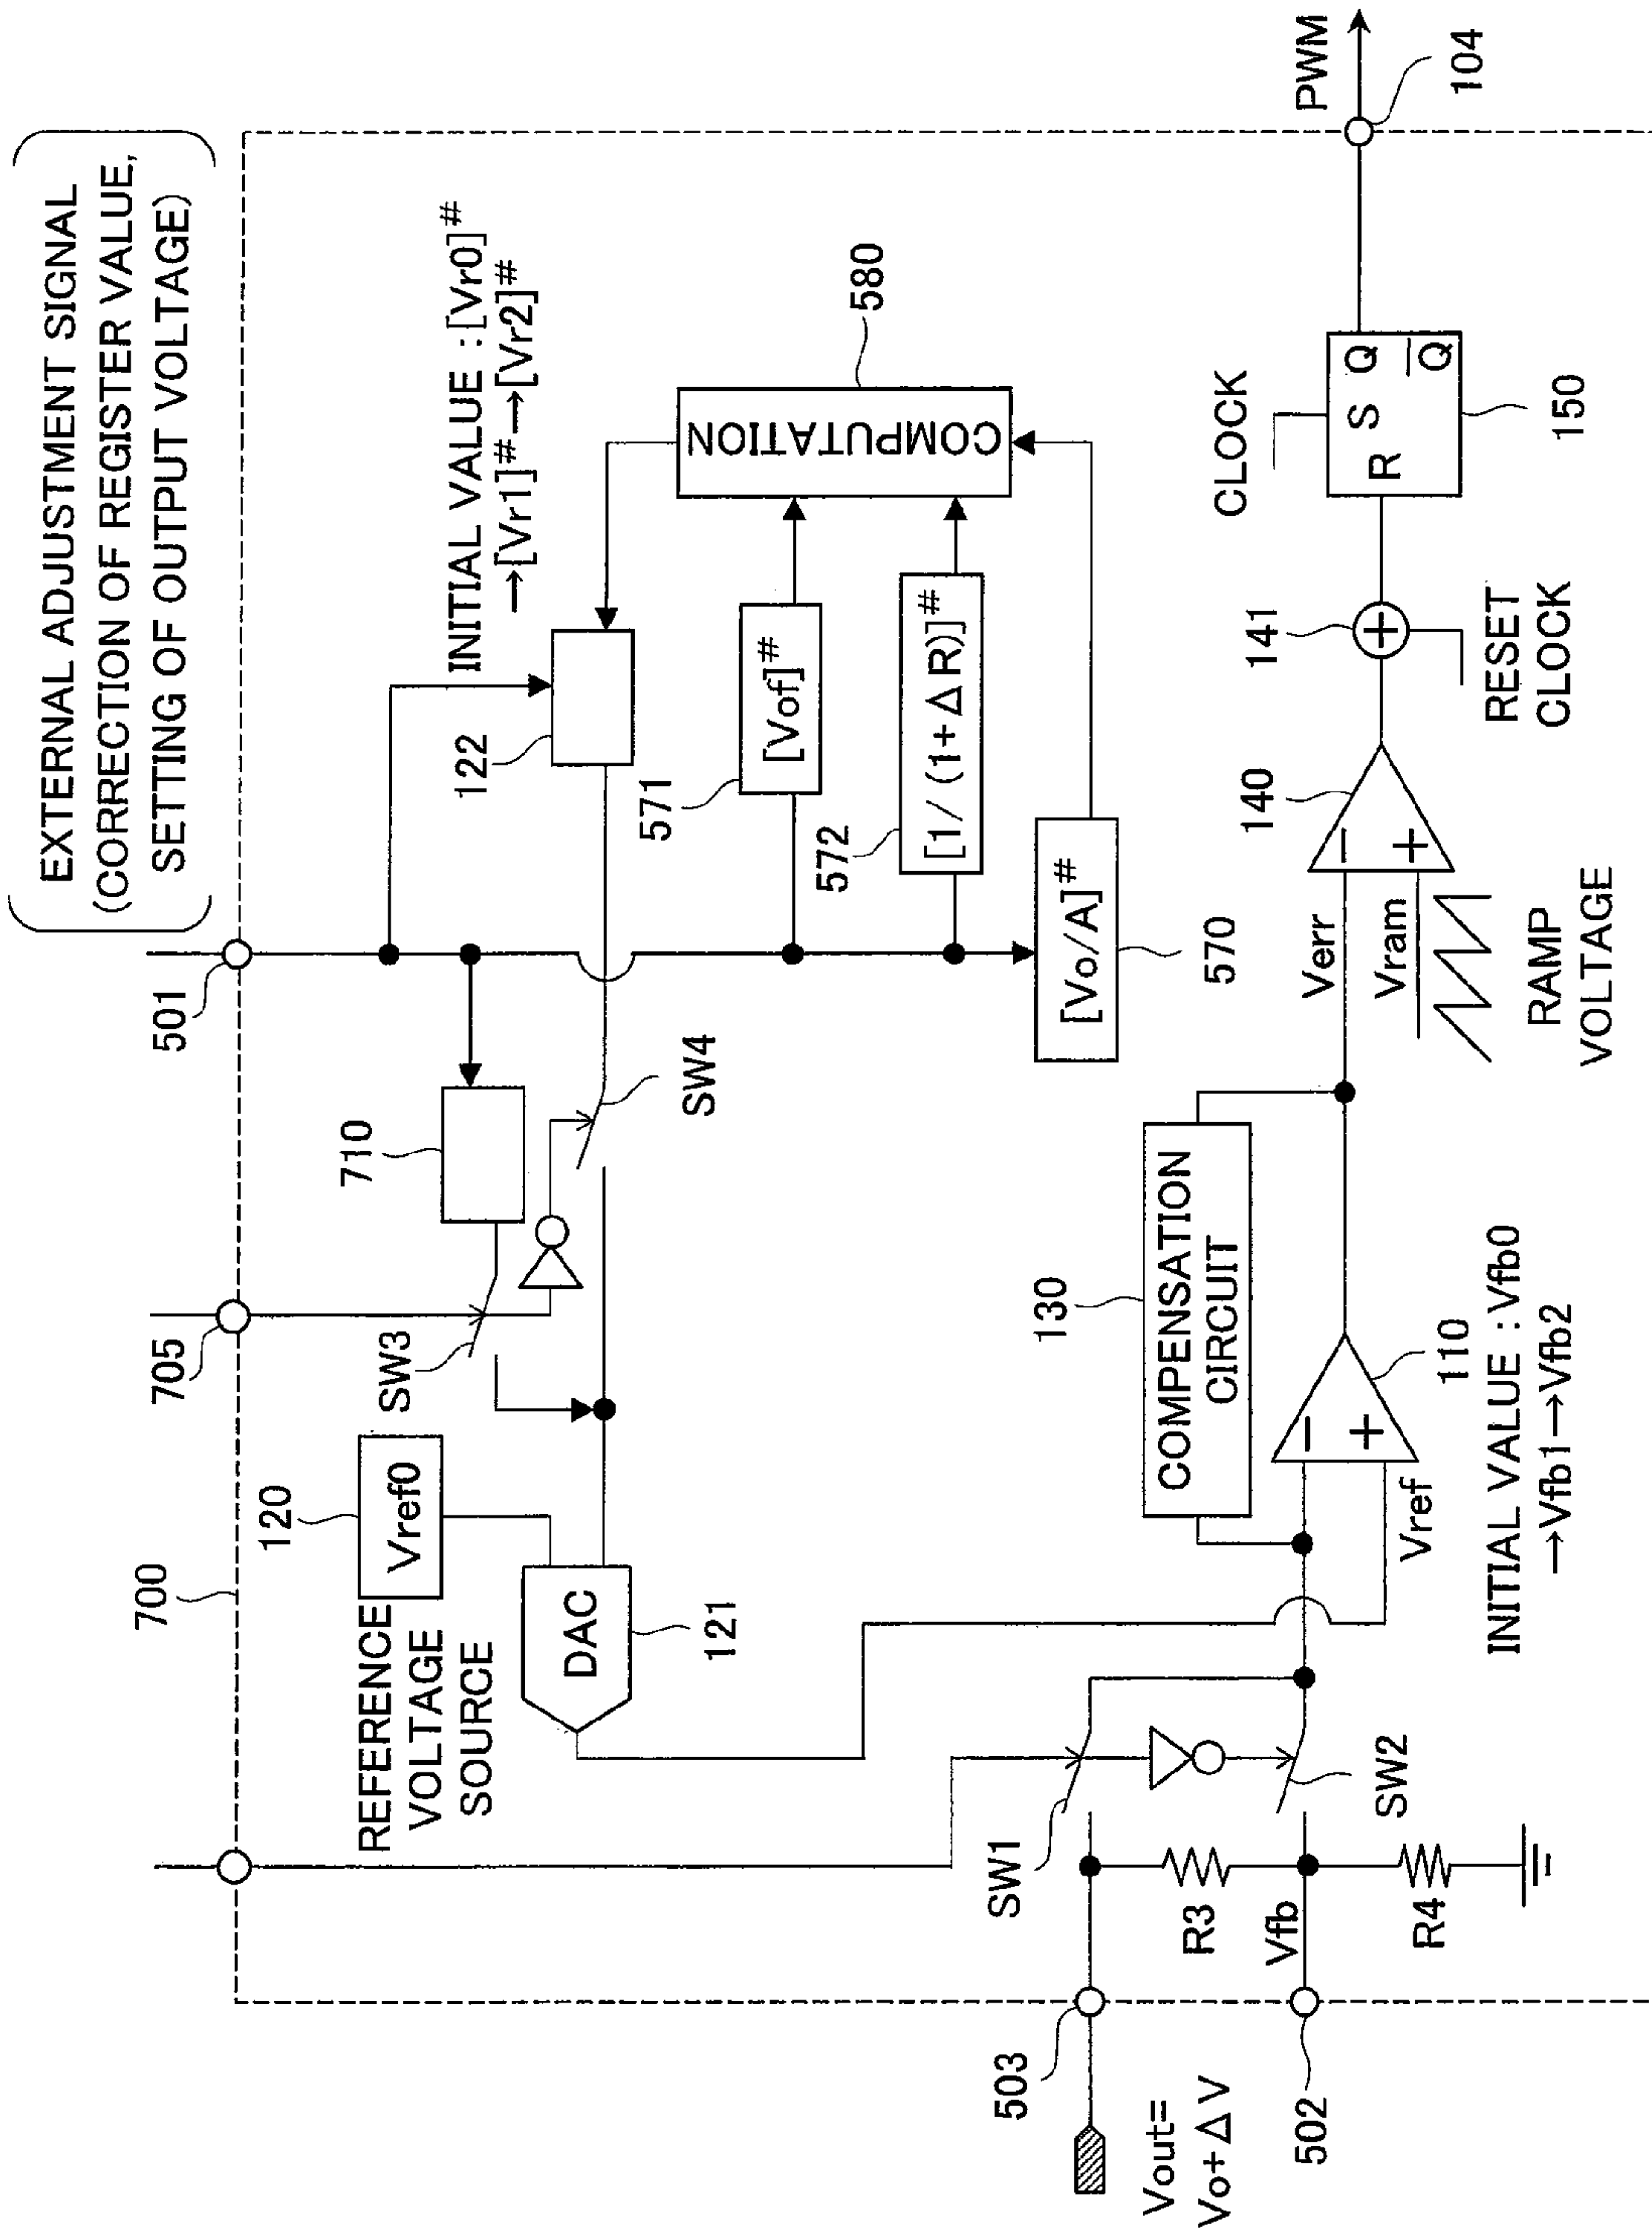 EXTERNAL ADJUSTMENT SIGNAL
(CORRECTION OF REGISTER VALUE,
SETTING OF OUTPUT VOLTAGE)
700
705
501
REFERENCE
VOLTAGE
SOURCE
120
Vref0
SW3
710
122
INITIAL VALUE :[Vr0]#
→[Vr1]#→[Vr2]#
DAC
121
SW4
571
[Vof]#
COMPUTATION
580
572
[1/(1+ΔR)]#
[Vo/A]#
570
503
Vout=
Vo+ΔV
502
SW1
R3
Vfb
R4
SW2
130
COMPENSATION
CIRCUIT
Vref
110
INITIAL VALUE :Vfb0
→Vfb1→Vfb2
Verr
Vram
RAMP
VOLTAGE
140
141
RESET
CLOCK
CLOCK
R
S
Q
Q̅
150
PWM
104